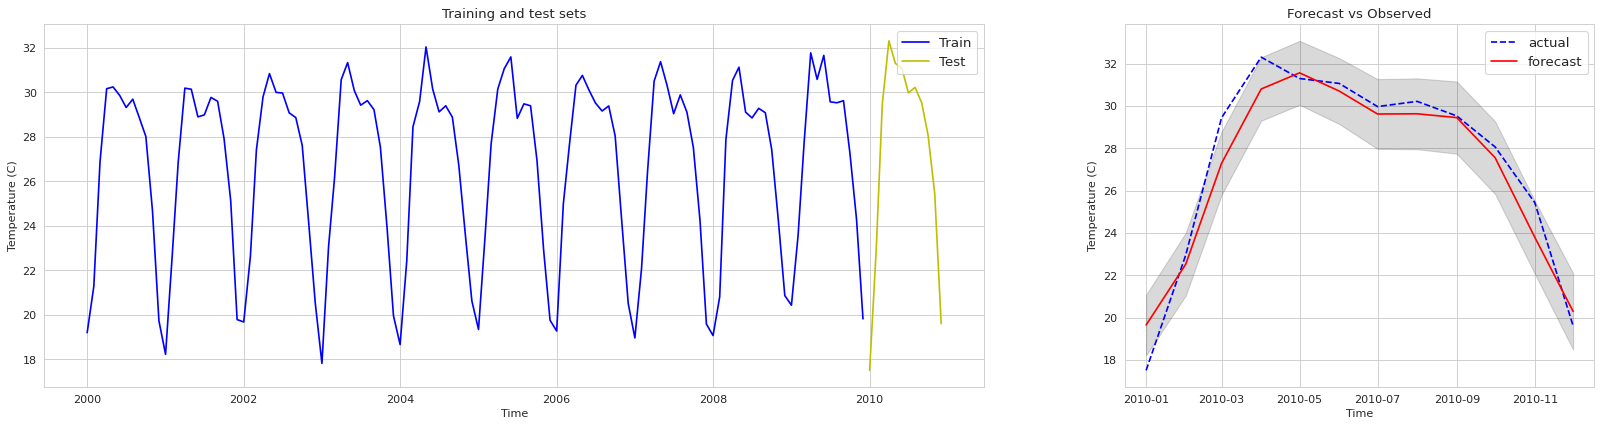 Training and test sets
Temperature (C)
32
30
28
26
24
22
20
18
2000
2002
2004
2006
2008
2010
Time
Train
Test
Forecast vs Observed
Temperature (C)
32
30
28
26
24
22
20
18
2010-01
2010-03
2010-05
2010-07
2010-09
2010-11
Time
actual
forecast